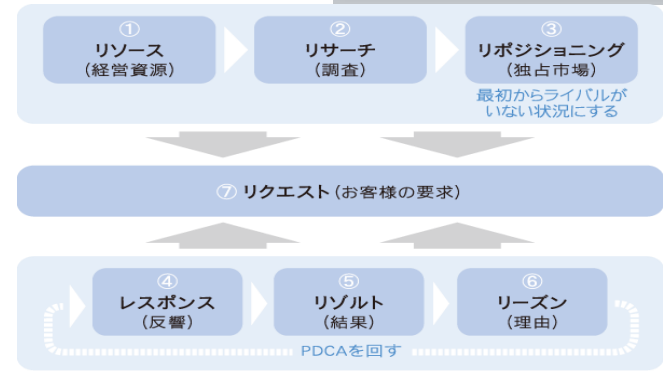 ①
リソース
(経営資源)
②
リサーチ
(調査)
③
リポジショニング
(独占市場)
最初からライバルが
いない状況にする
⑦ リクエスト(お客様の要求)
④
レスポンス
(反響)
⑤
リゾルト
(結果)
⑥
リーズン
(理由)
PDCAを回す